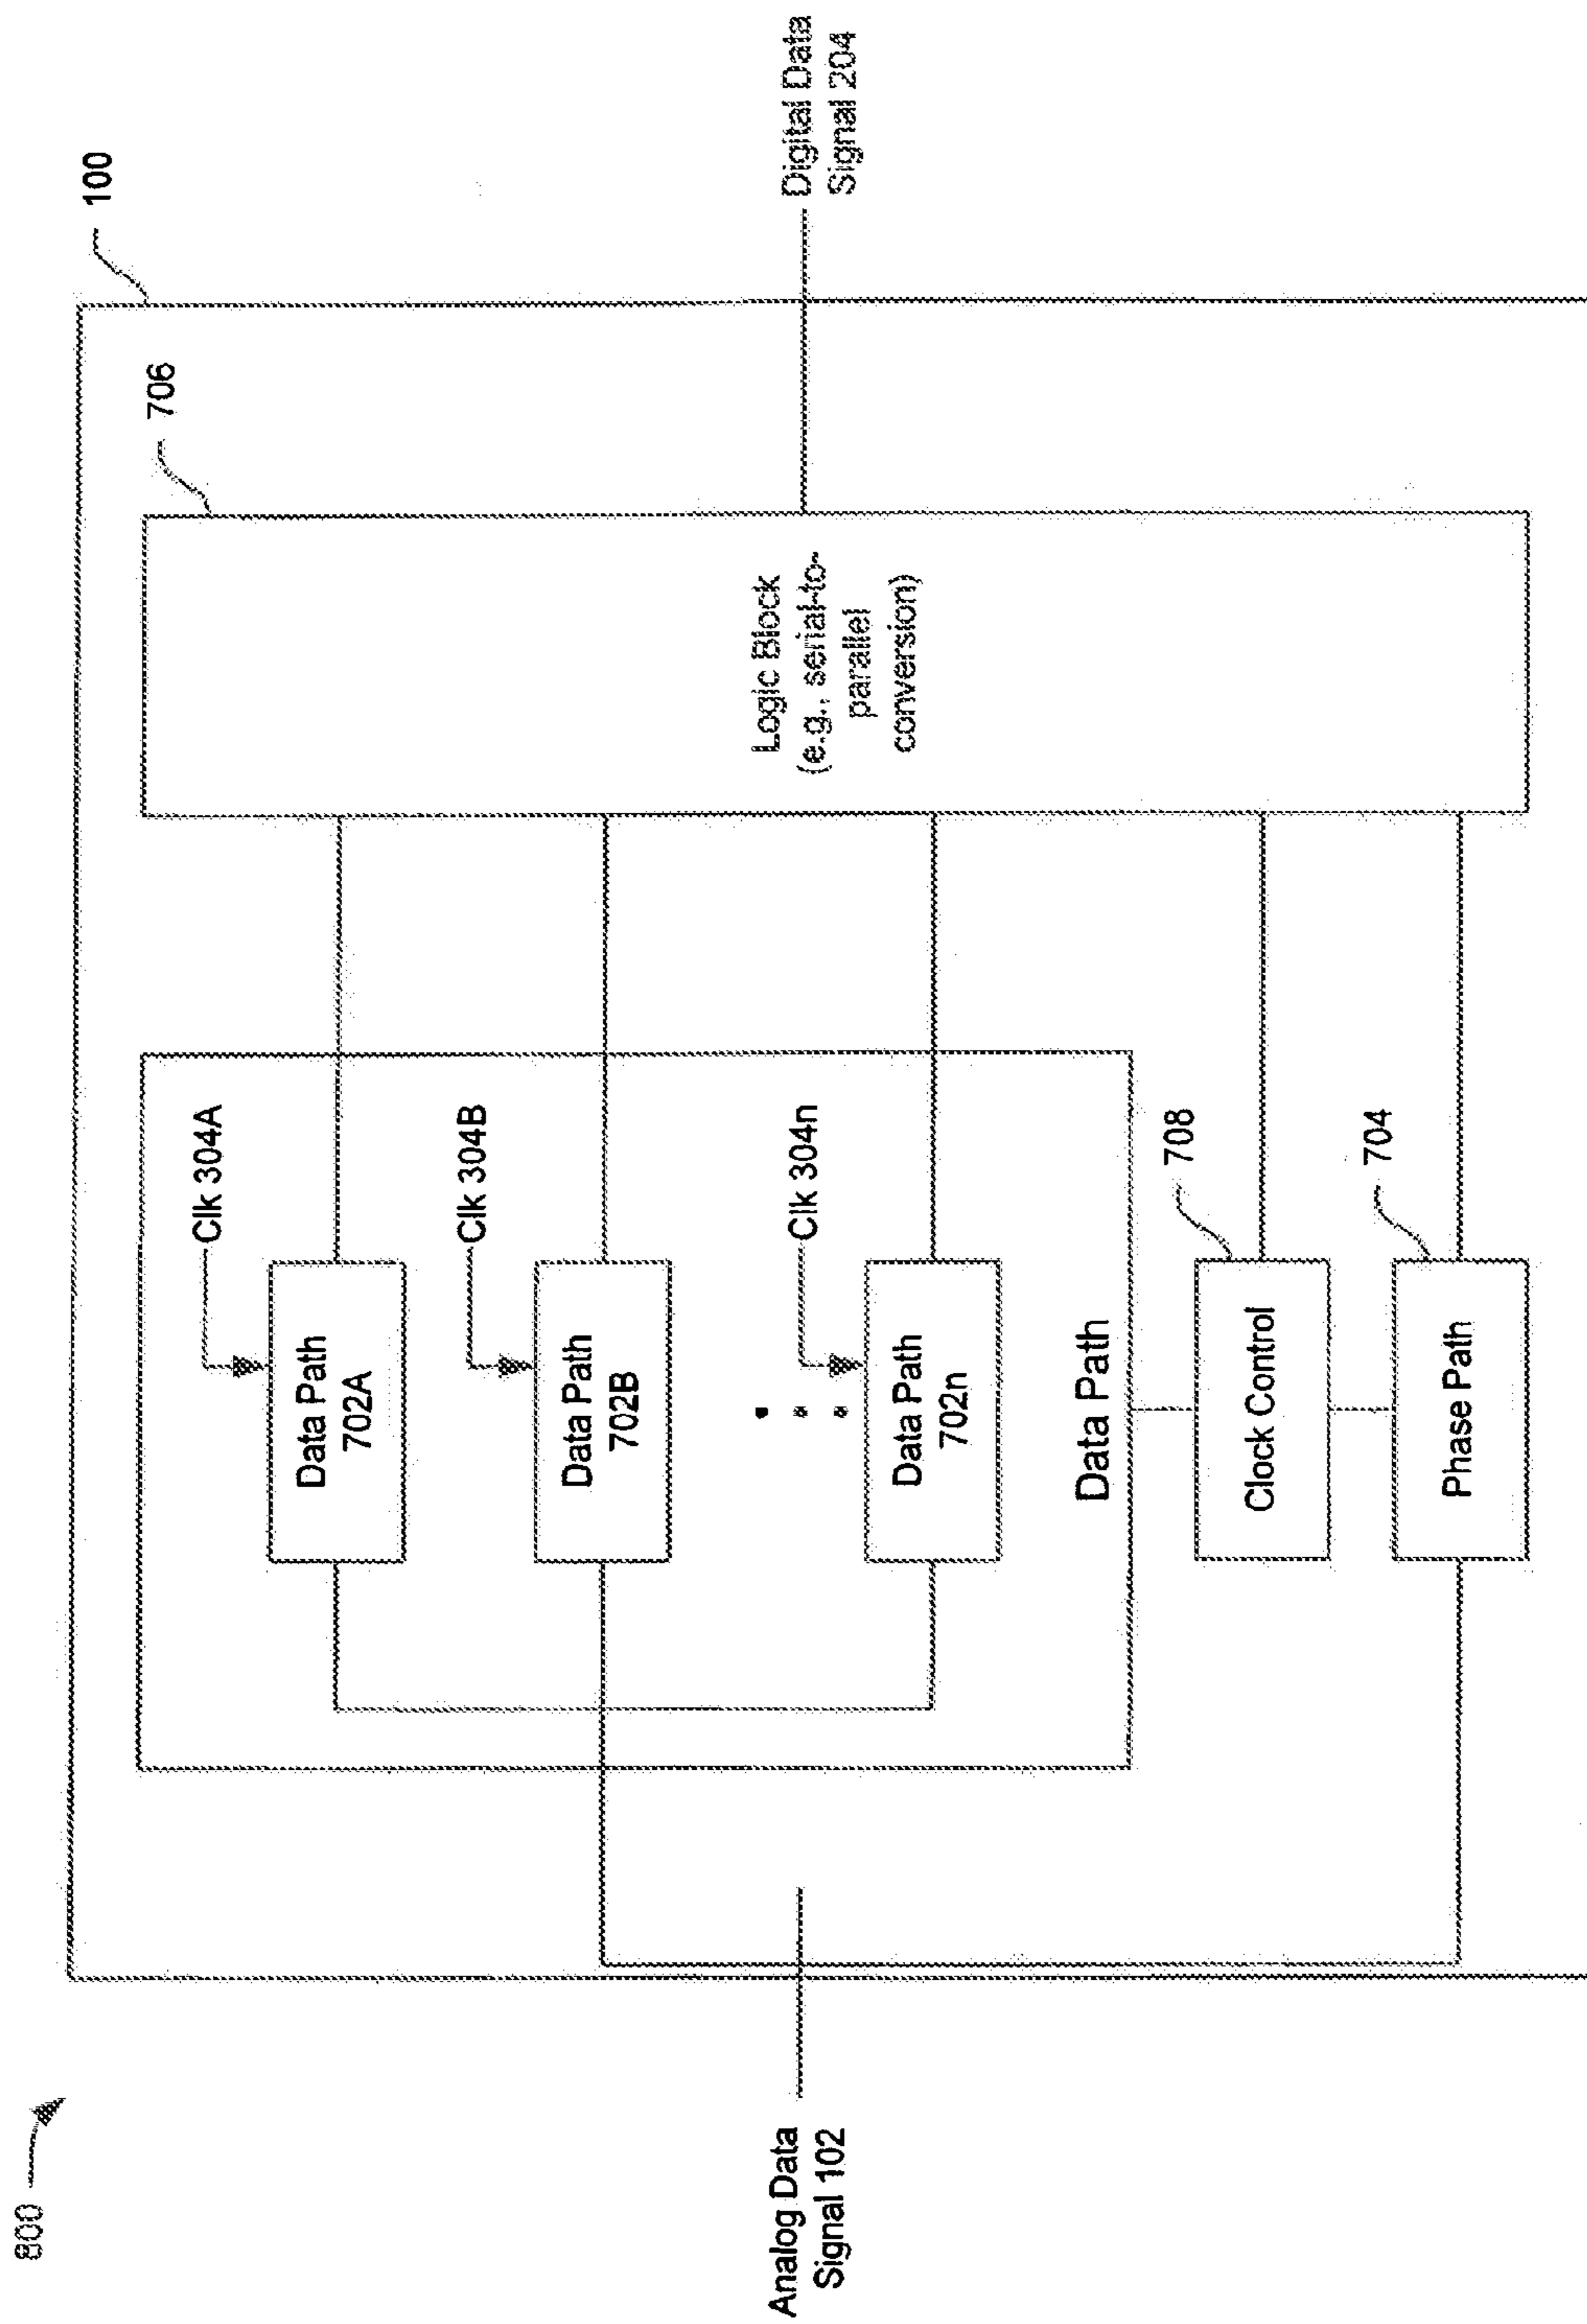 800
100
706
Clk 304A
Data Path
702A
Clk 304B
Data Path
702B
Clk 304n
Data Path
702n
Data Path
Logic Block
(e.g., serial-to-
parallel
conversion)
Analog Data
Signal 102
Digital Data
Signal 204
708
Clock Control
704
Phase Path